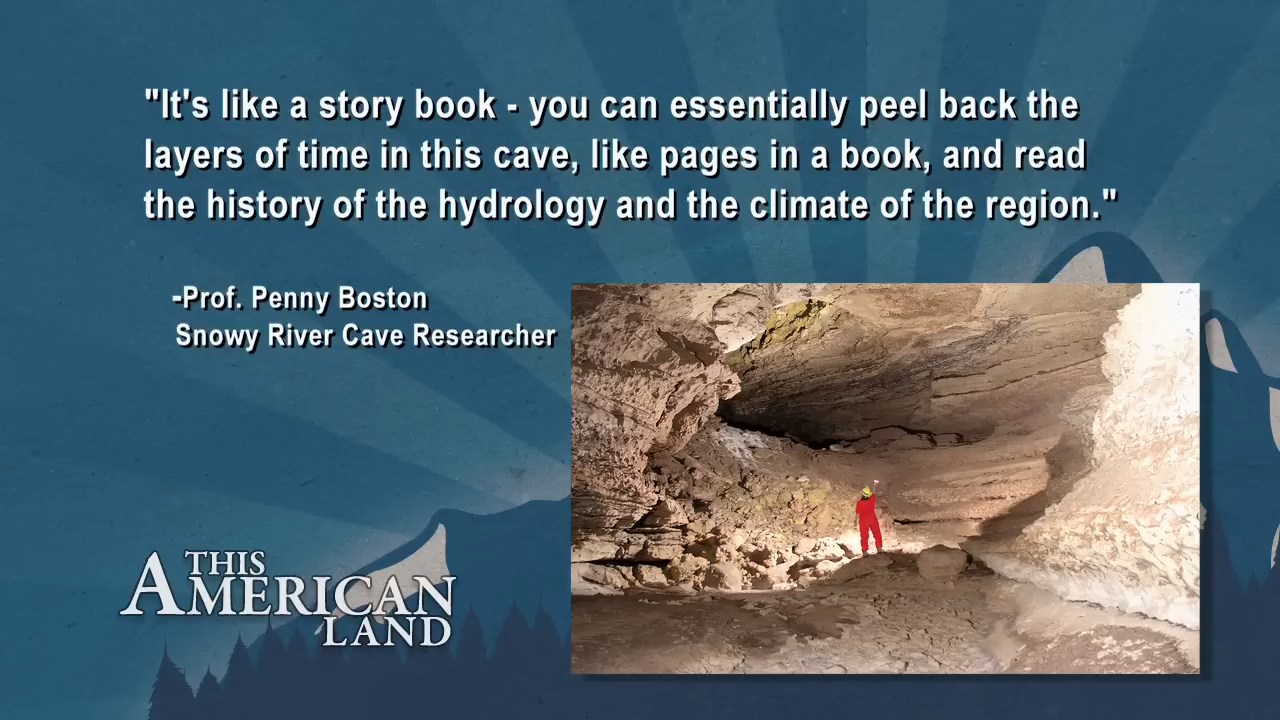 "It's like a story book - you can essentially peel back the
layers of time in this cave, like pages in a book, and read
the history of the hydrology and the climate of the region."
-Prof. Penny Boston
Snowy River Cave Researcher
THIS
AMERICAN
LAND